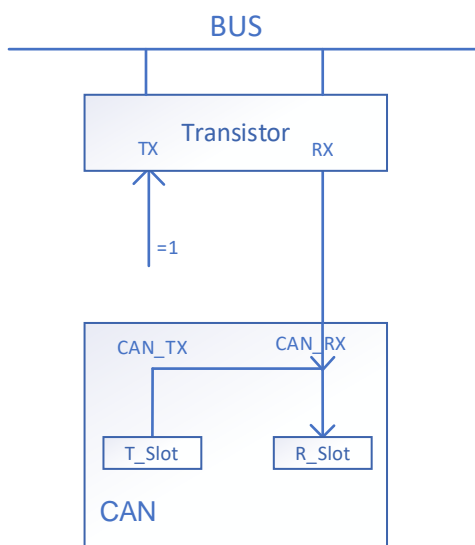 BUS
Transistor
TX
RX
=1
CAN_TX
CAN_RX
T_Slot
R_Slot
CAN